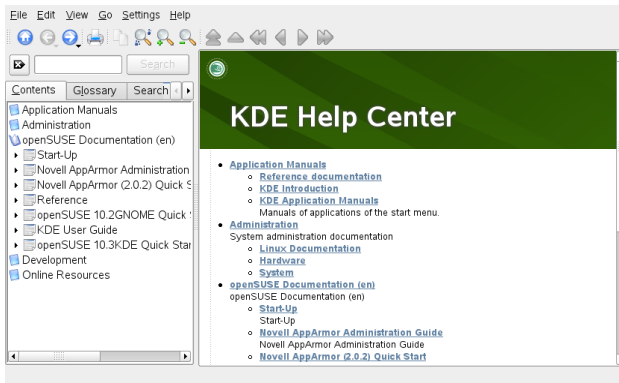 File Edit View Go Settings Help
Search
Contents Glossary Search
Application Manuals
Administration
openSUSE Documentation (en)
Start-Up
Novell AppArmor Administration
Novell AppArmor (2.0.2) Quick S
Reference
openSUSE 10.2GNOME Quick
KDE User Guide
openSUSE 10.3KDE Quick Star
Development
Online Resources
KDE Help Center
Application Manuals
Reference documentation
KDE Introduction
KDE Application Manuals
Manuals of applications of the start menu.
Administration
System administration documentation
Linux Documentation
Hardware
System
openSUSE Documentation (en)
openSUSE Documentation (en)
Start-Up
Start-Up
Novell AppArmor Administration Guide
Novell AppArmor Administration Guide
Novell AppArmor (2.0.2) Quick Start